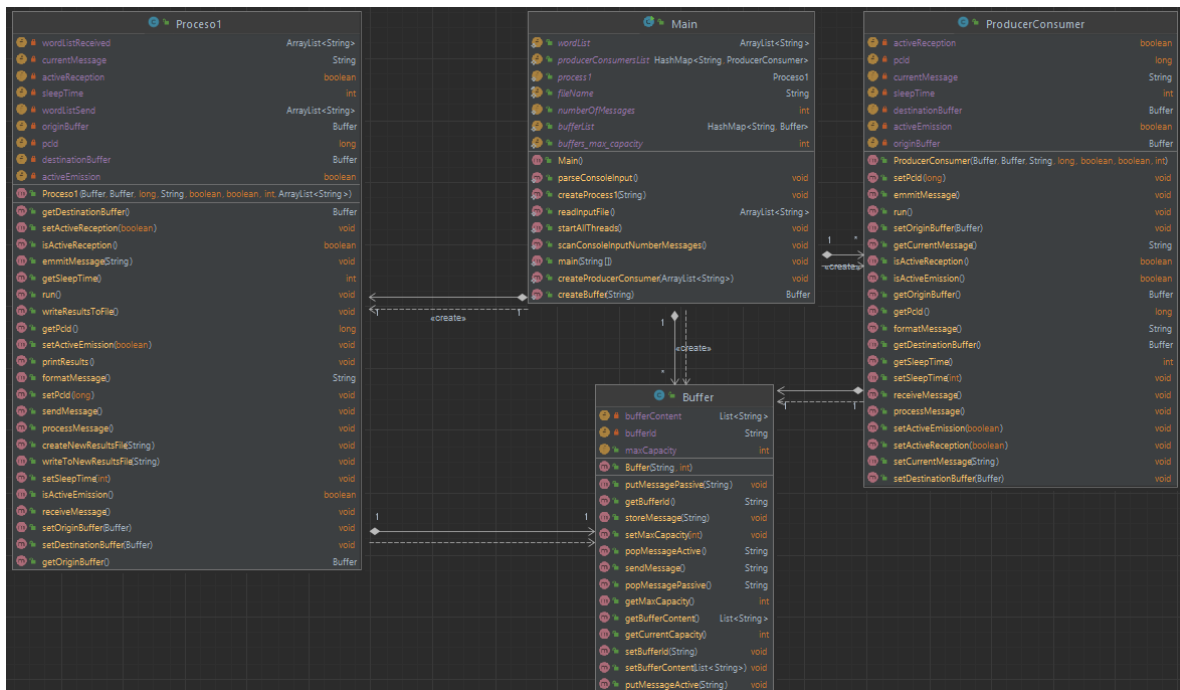 Proceso1
wordListReceived ArrayList<String>
currentMessage String
activeReception boolean
sleepTime int
wordListSend ArrayList<String>
originBuffer Buffer
pcId long
destinationBuffer Buffer
activeEmission boolean
Proceso1(Buffer, Buffer, long, String, boolean, boolean, int, ArrayList<String>)
getDestinationBuffer() Buffer
setActiveReception(boolean) void
isActiveReception() boolean
emmitMessage(String) void
getSleepTime() int
run() void
writeResultsToFile() void
getPcId() long
setActiveEmission(boolean) void
printResults() void
formatMessage() String
setPcId(long) void
sendMessage() void
processMessage() void
createNewResultsFile(String) void
writeToNewResultsFile(String) void
setSleepTime(int) void
isActiveEmission() boolean
receiveMessage() void
setOriginBuffer(Buffer) void
setDestinationBuffer(Buffer) void
getOriginBuffer() Buffer
Main
wordList ArrayList<String>
producerConsumersList HashMap<String, ProducerConsumer>
process1 Proceso1
fileName String
numberOfMessages int
bufferList HashMap<String, Buffer>
buffers_max_capacity int
Main()
parseConsoleInput() void
createProcess1(String) void
readInputFile() ArrayList<String>
startAllThreads() void
scanConsoleInputNumberMessages() void
main(String[]) void
createProducerConsumer(ArrayList<String>) void
createBuffer(String) Buffer
ProducerConsumer
activeReception boolean
pcId long
currentMessage String
sleepTime int
destinationBuffer Buffer
activeEmission boolean
originBuffer Buffer
ProducerConsumer(Buffer, Buffer, String, long, boolean, boolean, int)
setPcId(long) void
emmitMessage() void
run() void
setOriginBuffer(Buffer) void
getCurrentMessage() String
isActiveReception() boolean
isActiveEmission() boolean
getOriginBuffer() Buffer
getPcId() long
formatMessage() String
getDestinationBuffer() Buffer
getSleepTime() int
setSleepTime(int) void
receiveMessage() void
processMessage() void
setActiveEmission(boolean) void
setActiveReception(boolean) void
setCurrentMessage(String) void
setDestinationBuffer(Buffer) void
1 *
«create»
1 1
«create»
1
«create»
*
1 1
1 1
Buffer
bufferContent List<String>
bufferId String
maxCapacity int
Buffer(String, int)
putMessagePassive(String) void
getBufferId() String
storeMessage(String) void
setMaxCapacity(int) void
popMessageActive() String
sendMessage() String
popMessagePassive() String
getMaxCapacity() int
getBufferContent() List<String>
getCurrentCapacity() int
setBufferId(String) void
setBufferContent(List<String>) void
putMessageActive(String) void